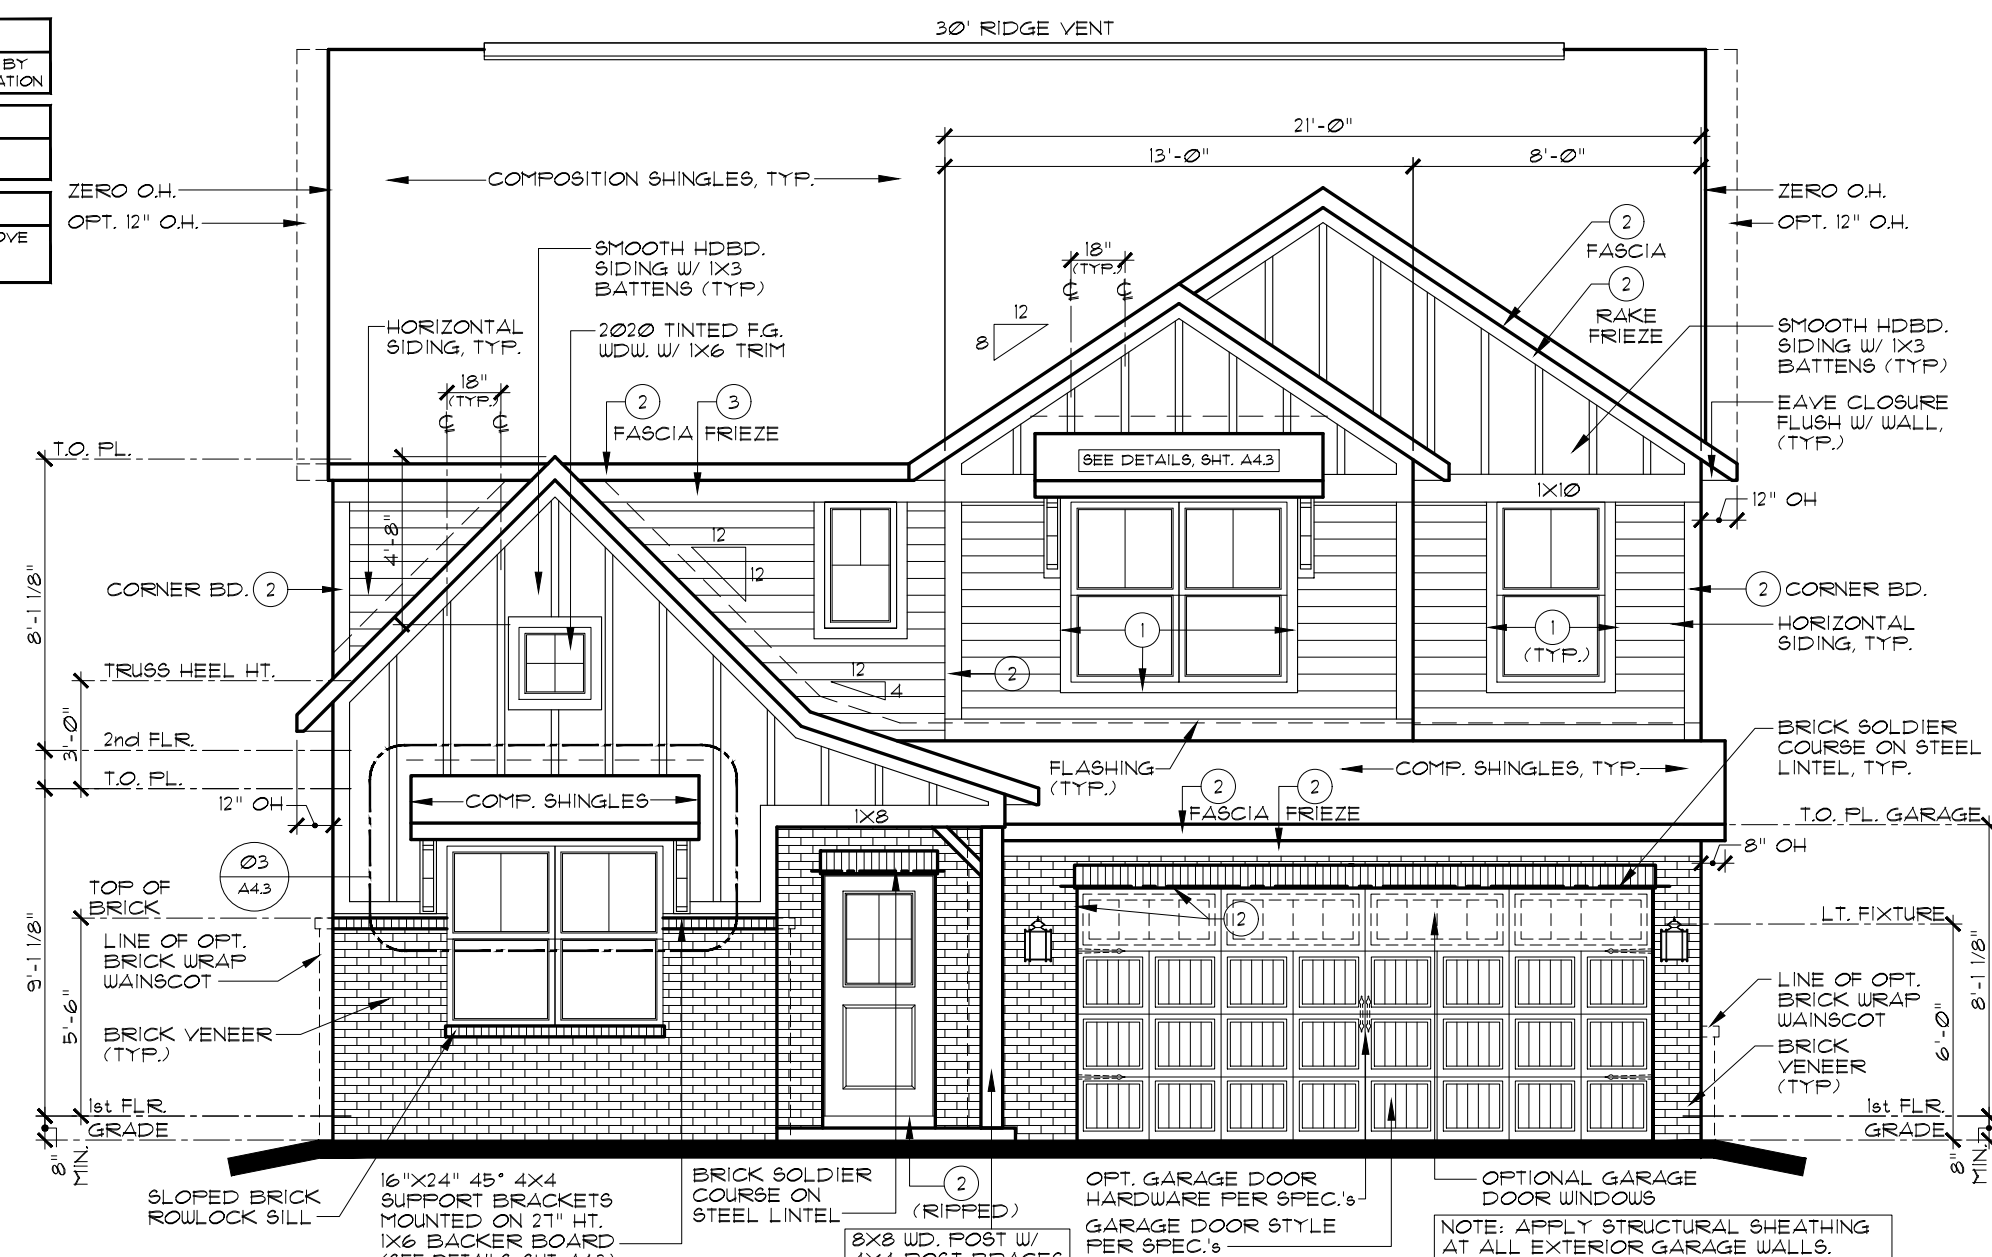 BY
ATION
OVE
30' RIDGE VENT
21'-0"
13'-0"
8'-0"
COMPOSITION SHINGLES, TYP.
ZERO O.H.
OPT. 12" O.H.
ZERO O.H.
OPT. 12" O.H.
SMOOTH HDBD.
SIDING W/ 1X3
BATTENS (TYP)
18"
(TYP.)
℄ ℄
2
FASCIA
2
RAKE
FRIEZE
12
8
HORIZONTAL
SIDING, TYP.
2020 TINTED F.G.
WDW. W/ 1X6 TRIM
SMOOTH HDBD.
SIDING W/ 1X3
BATTENS (TYP)
18"
(TYP.)
℄ ℄
2
FASCIA
3
FRIEZE
EAVE CLOSURE
FLUSH W/ WALL,
(TYP.)
T.O. PL.
SEE DETAILS, SHT. A4.3
1X10
12" OH
4'-8"
12
12
8'-1 1/8"
CORNER BD. 2
2 CORNER BD.
1
1
(TYP.)
HORIZONTAL
SIDING, TYP.
TRUSS HEEL HT.
12
4
2
3'-0"
2nd FLR.
T.O. PL.
BRICK SOLDIER
COURSE ON STEEL
LINTEL, TYP.
FLASHING
(TYP.)
COMP. SHINGLES, TYP.
12" OH
COMP. SHINGLES
1X8
2
FASCIA
2
FRIEZE
T.O. PL. GARAGE
8" OH
03
A4.3
TOP OF
BRICK
2
LT. FIXTURE
9'-1 1/8"
LINE OF OPT.
BRICK WRAP
WAINSCOT
5'-6"
BRICK VENEER
(TYP.)
LINE OF OPT.
BRICK WRAP
WAINSCOT
8'-1 1/8"
6'-0"
BRICK
VENEER
(TYP)
1st FLR.
GRADE
1st FLR.
GRADE
8"
MIN.
8"
MIN.
SLOPED BRICK
ROWLOCK SILL
16"X24" 45° 4X4
SUPPORT BRACKETS
MOUNTED ON 27" HT.
1X6 BACKER BOARD
BRICK SOLDIER
COURSE ON
STEEL LINTEL
2
(RIPPED)
8X8 WD. POST W/
4X4 POST BRACES
OPT. GARAGE DOOR
HARDWARE PER SPEC.'s
GARAGE DOOR STYLE
PER SPEC.'s
OPTIONAL GARAGE
DOOR WINDOWS
NOTE: APPLY STRUCTURAL SHEATHING
AT ALL EXTERIOR GARAGE WALLS.